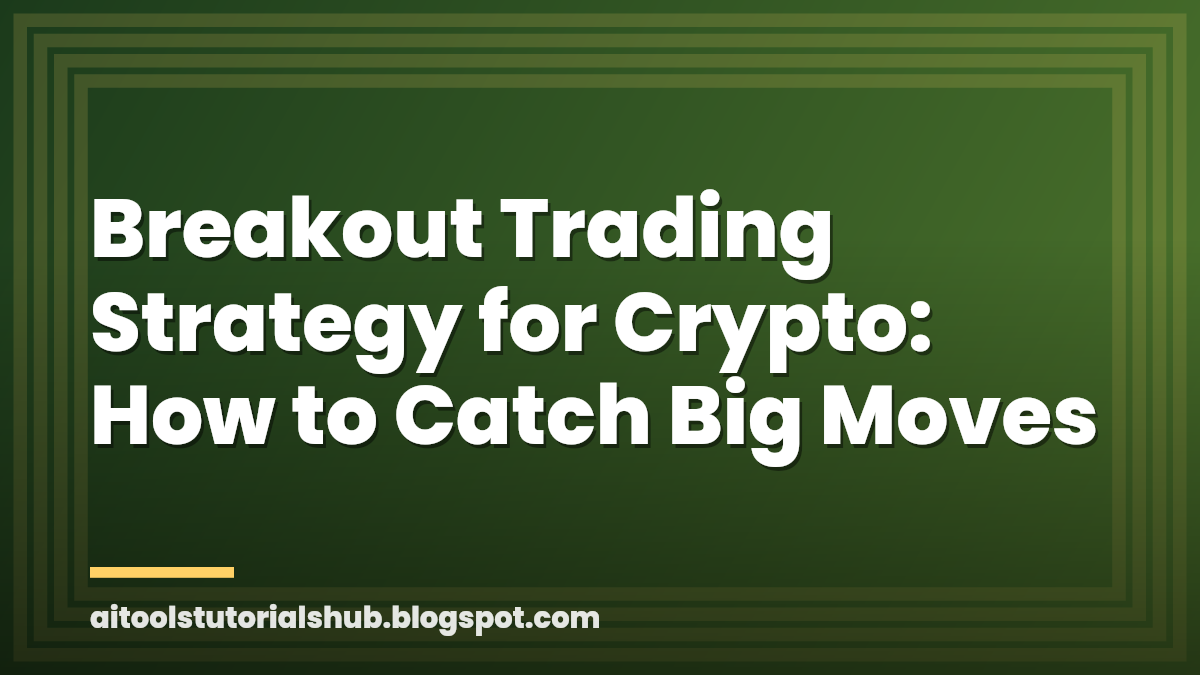 Breakout Trading
Strategy for Crypto:
How to Catch Big Moves
aitoolstutorialshub.blogspot.com